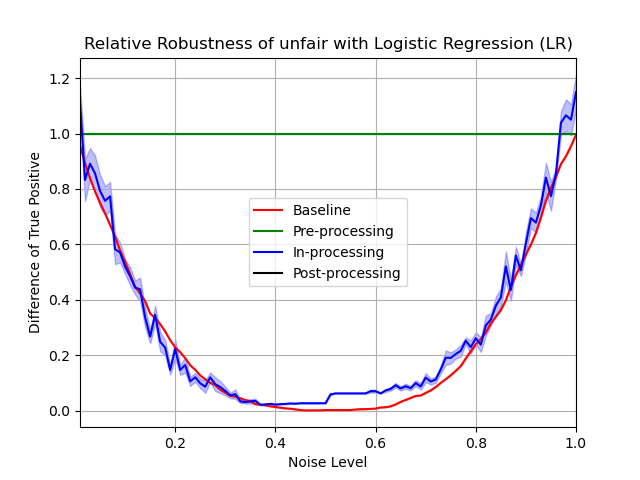 Relative Robustness of unfair with Logistic Regression (LR)
Difference of True Positive
1.2
1.0
0.8
0.6
0.4
0.2
0.0
Baseline
Pre-processing
In-processing
Post-processing
0.2 0.4 0.6 0.8 1.0
Noise Level